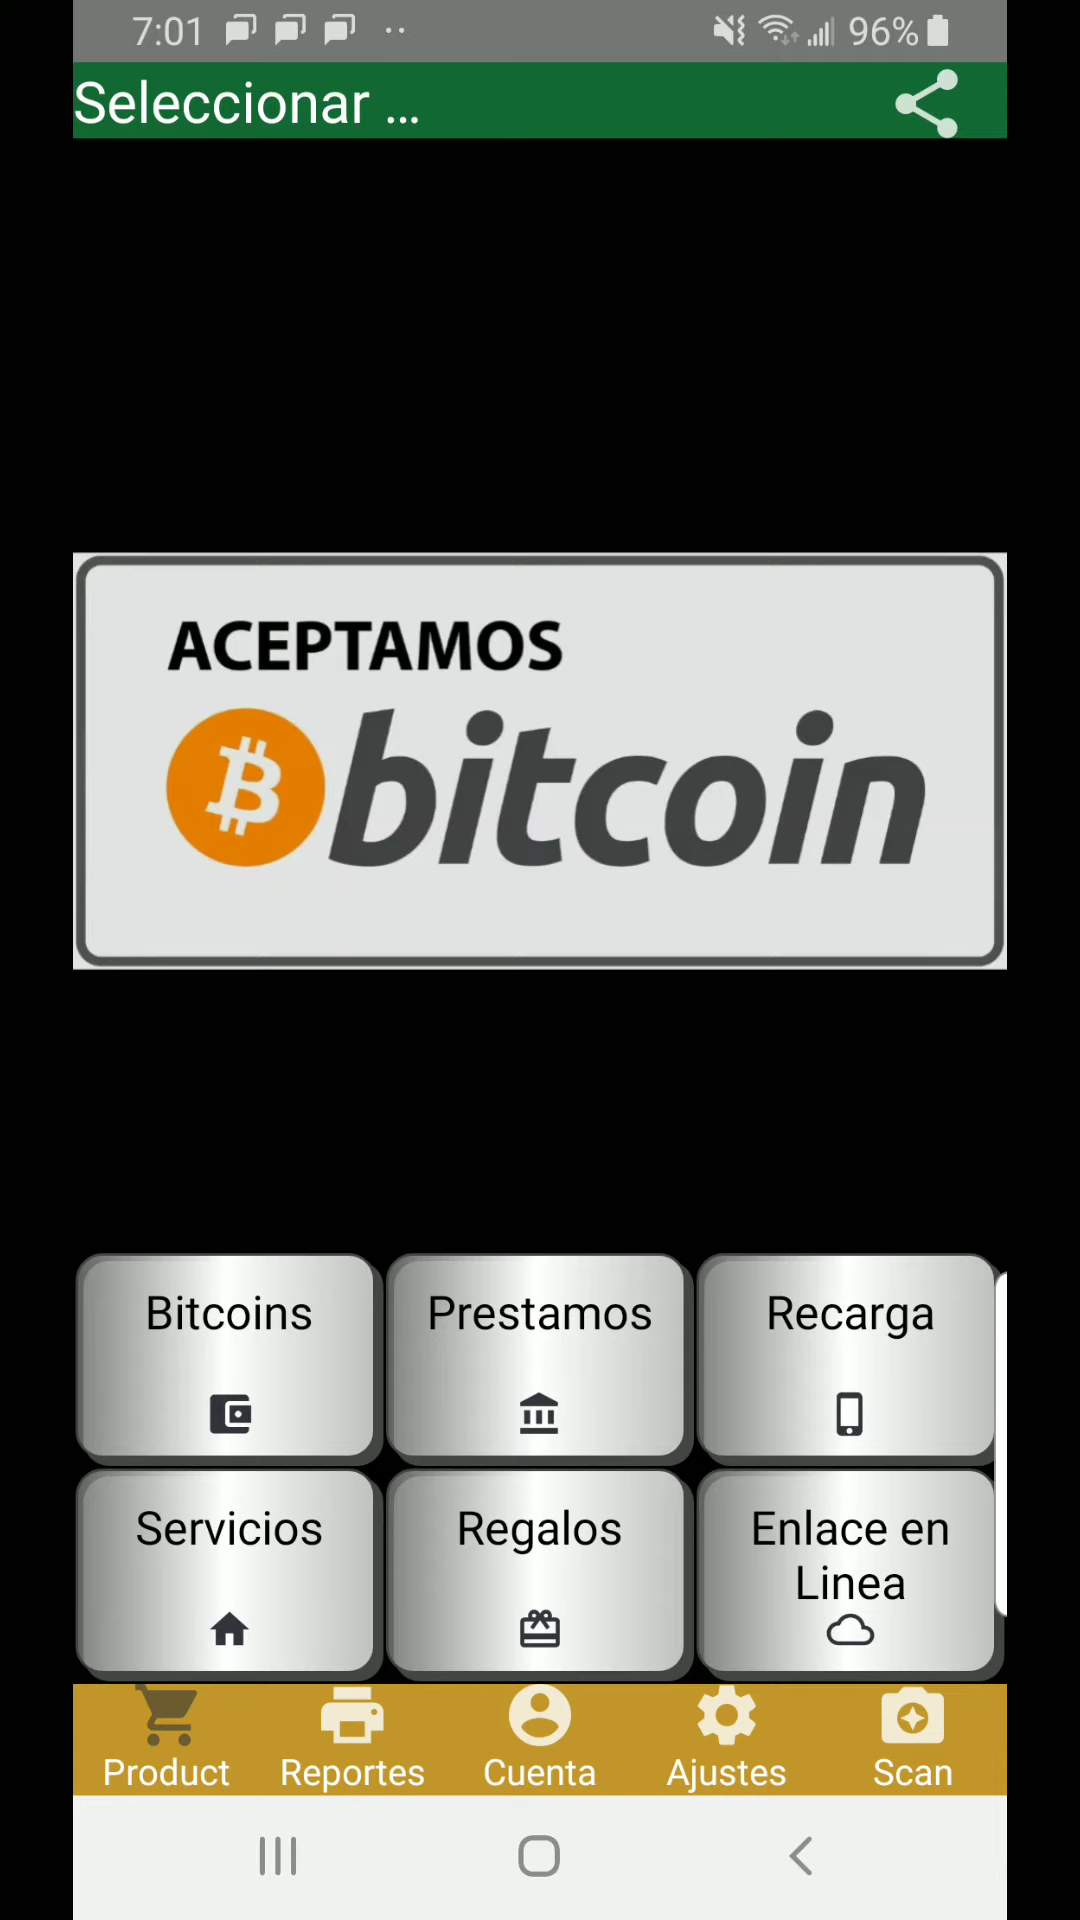 7:01 96%
Seleccionar ...
ACEPTAMOS
bitcoin
Bitcoins Prestamos Recarga
Servicios Regalos Enlace en
Linea
Product Reportes Cuenta Ajustes Scan